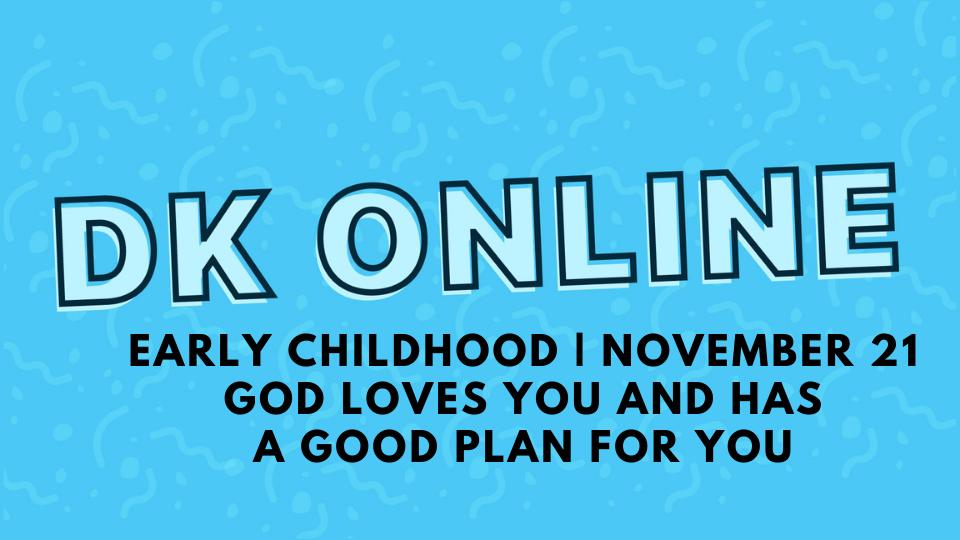 DK ONLINE
EARLY CHILDHOOD | NOVEMBER 21
GOD LOVES YOU AND HAS
A GOOD PLAN FOR YOU